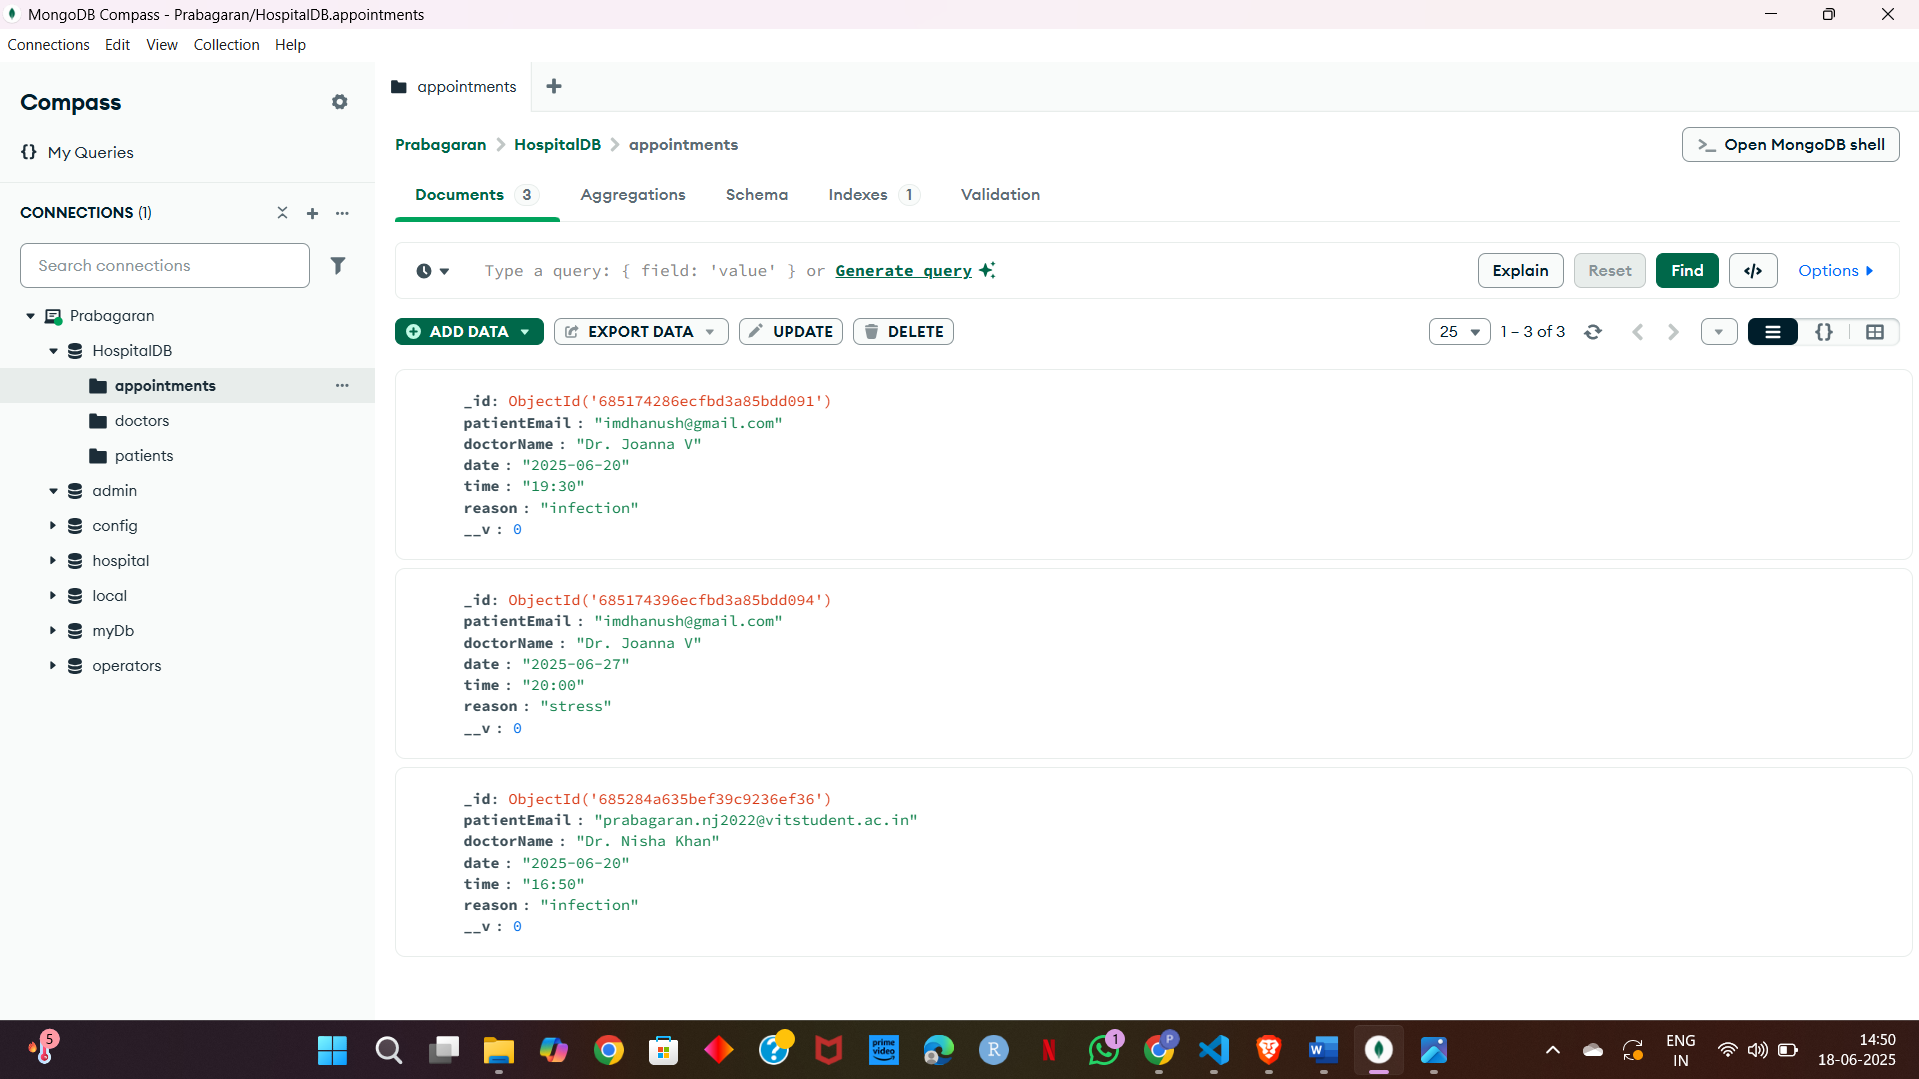 MongoDB Compass - Prabagaran/HospitalDB.appointments
Connections Edit View Collection Help
Compass
{} My Queries
CONNECTIONS (1)
Search connections
Prabagaran
HospitalDB
appointments
doctors
patients
admin
config
hospital
local
myDb
operators
appointments
Prabagaran > HospitalDB > appointments
>_ Open MongoDB shell
Documents 3 Aggregations Schema Indexes 1 Validation
Type a query: { field: 'value' } or Generate query
Explain Reset Find </> Options
ADD DATA EXPORT DATA UPDATE DELETE
25 1 – 3 of 3 {}
_id: ObjectId('685174286ecfbd3a85bdd091')
patientEmail : "imdhanush@gmail.com"
doctorName : "Dr. Joanna V"
date : "2025-06-20"
time : "19:30"
reason : "infection"
__v : 0
_id: ObjectId('685174396ecfbd3a85bdd094')
patientEmail : "imdhanush@gmail.com"
doctorName : "Dr. Joanna V"
date : "2025-06-27"
time : "20:00"
reason : "stress"
__v : 0
_id: ObjectId('685284a635bef39c9236ef36')
patientEmail : "prabagaran.nj2022@vitstudent.ac.in"
doctorName : "Dr. Nisha Khan"
date : "2025-06-20"
time : "16:50"
reason : "infection"
__v : 0
5
prime video
R
N
1
P
W
ENG
IN
14:50
18-06-2025